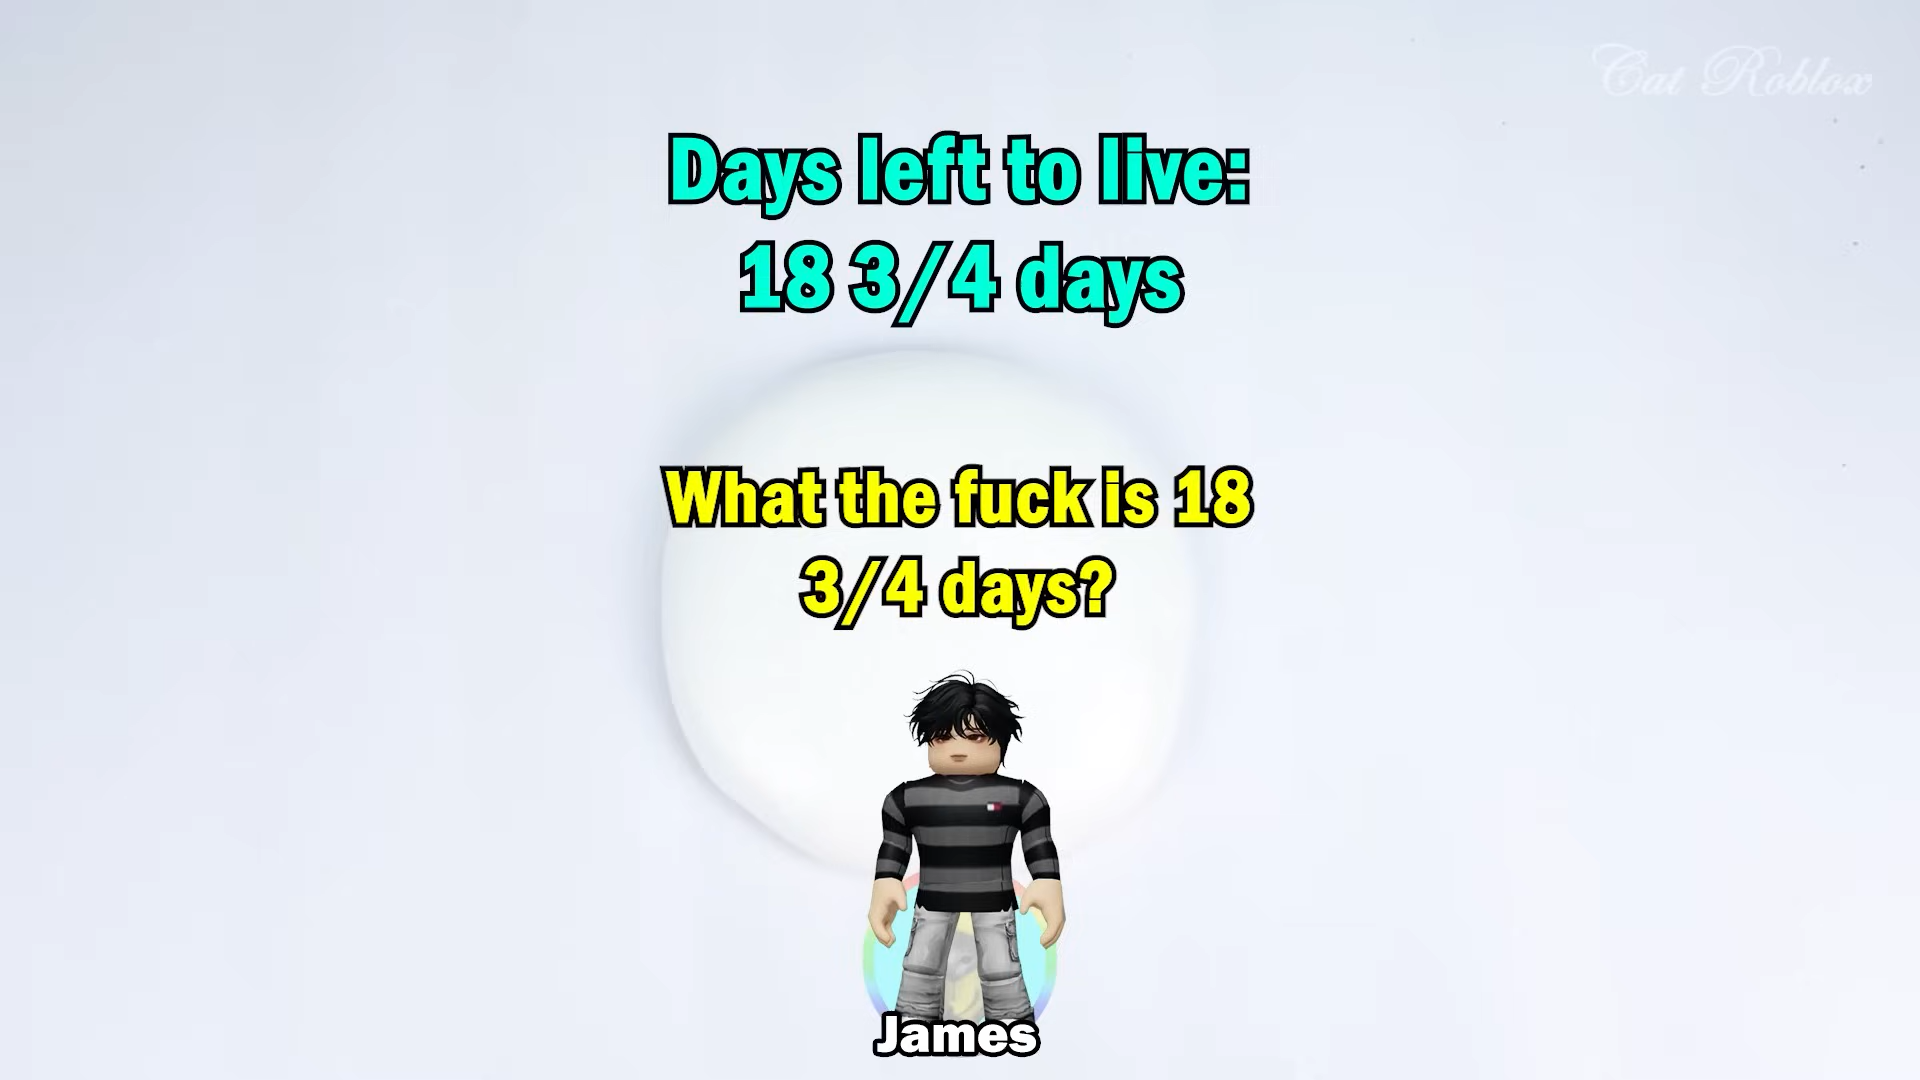 Cat Roblox
Days left to live:
18 3/4 days
What the fuck is 18
3/4 days?
James